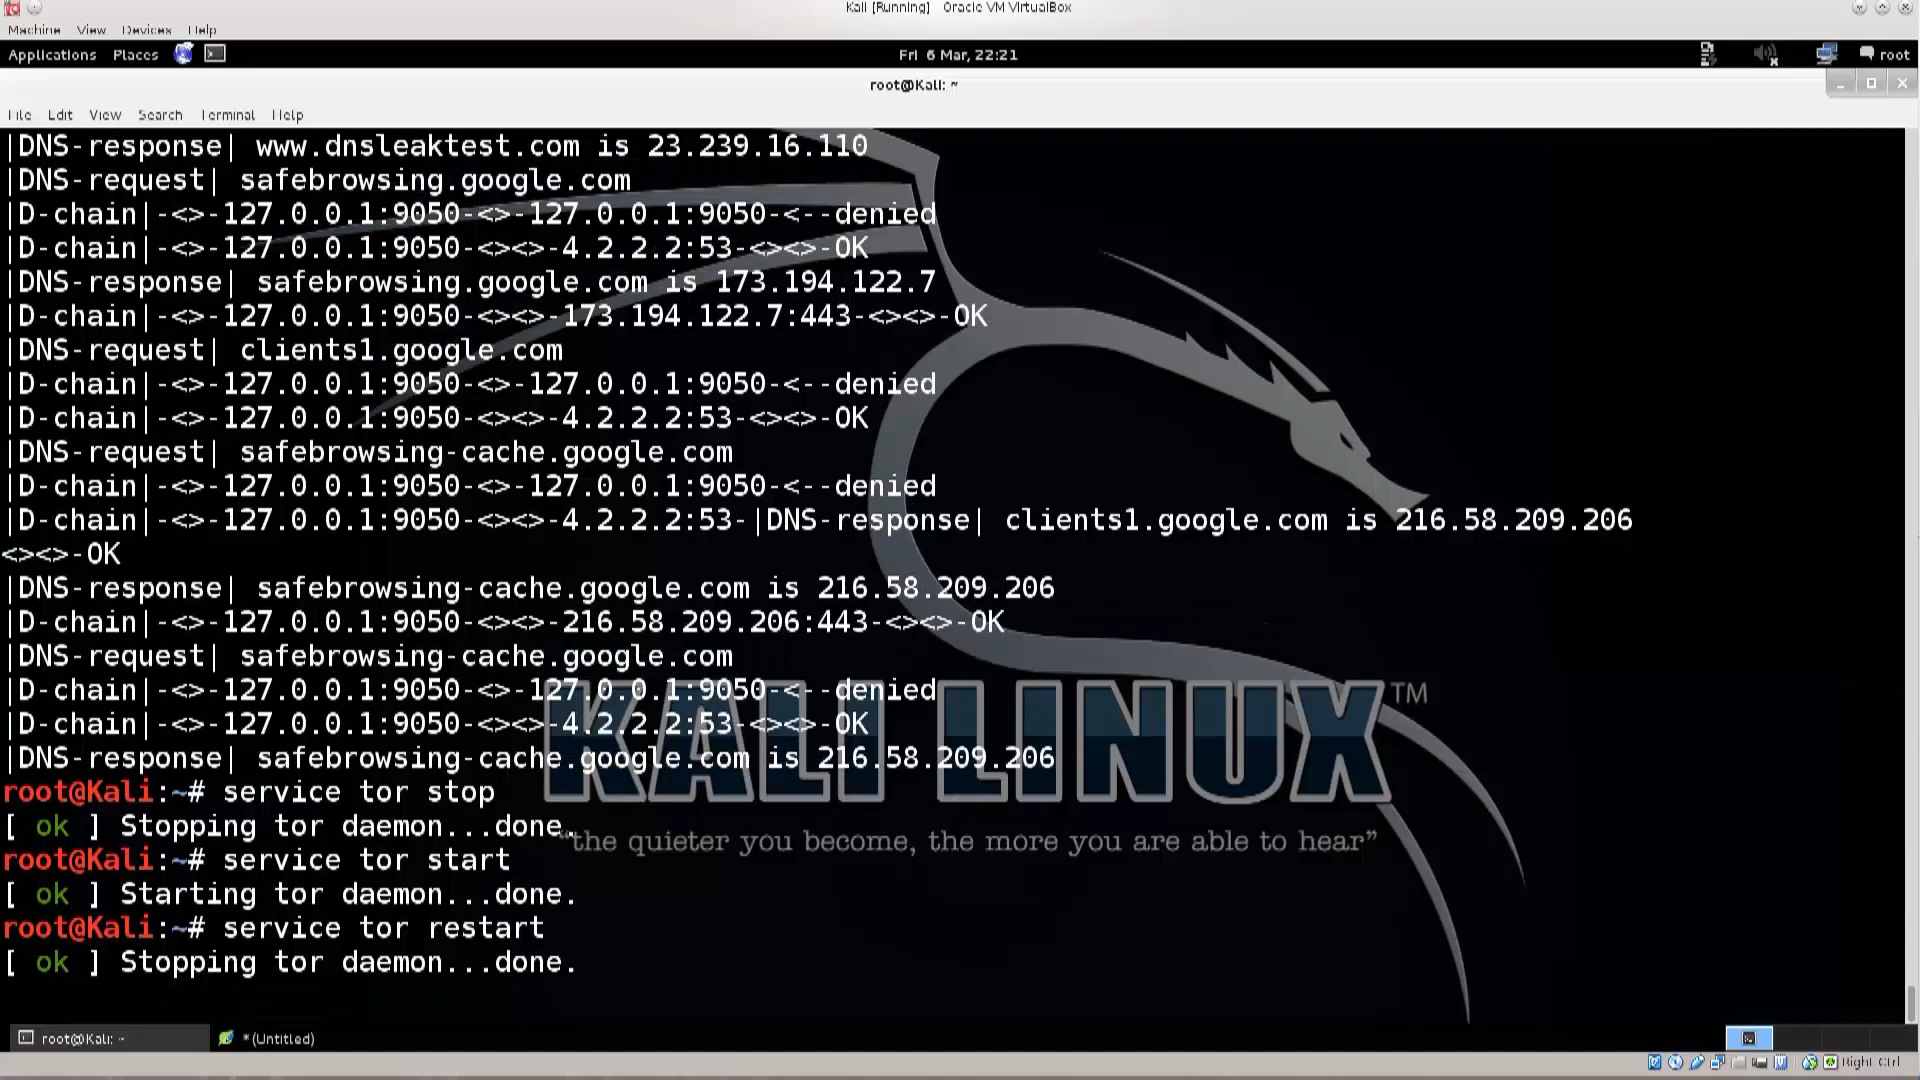 Kali [Running] - Oracle VM VirtualBox
Machine View Devices Help
Applications Places Fri 6 Mar, 22:21 root
root@Kali: ~
File Edit View Search Terminal Help
|DNS-response| www.dnsleaktest.com is 23.239.16.110
|DNS-request| safebrowsing.google.com
|D-chain|-<>-127.0.0.1:9050-<>-127.0.0.1:9050-<--denied
|D-chain|-<>-127.0.0.1:9050-<><>-4.2.2.2:53-<><>-OK
|DNS-response| safebrowsing.google.com is 173.194.122.7
|D-chain|-<>-127.0.0.1:9050-<><>-173.194.122.7:443-<><>-OK
|DNS-request| clients1.google.com
|D-chain|-<>-127.0.0.1:9050-<>-127.0.0.1:9050-<--denied
|D-chain|-<>-127.0.0.1:9050-<><>-4.2.2.2:53-<><>-OK
|DNS-request| safebrowsing-cache.google.com
|D-chain|-<>-127.0.0.1:9050-<>-127.0.0.1:9050-<--denied
|D-chain|-<>-127.0.0.1:9050-<><>-4.2.2.2:53-|DNS-response| clients1.google.com is 216.58.209.206
<><>-OK
|DNS-response| safebrowsing-cache.google.com is 216.58.209.206
|D-chain|-<>-127.0.0.1:9050-<><>-216.58.209.206:443-<><>-OK
|DNS-request| safebrowsing-cache.google.com
|D-chain|-<>-127.0.0.1:9050-<>-127.0.0.1:9050-<--denied
|D-chain|-<>-127.0.0.1:9050-<><>-4.2.2.2:53-<><>-OK
|DNS-response| safebrowsing-cache.google.com is 216.58.209.206
KALI LINUX™
root@Kali:~# service tor stop
[ ok ] Stopping tor daemon...done.
"the quieter you become, the more you are able to hear"
root@Kali:~# service tor start
[ ok ] Starting tor daemon...done.
root@Kali:~# service tor restart
[ ok ] Stopping tor daemon...done.
root@Kali: ~ *(Untitled)
Right Ctrl